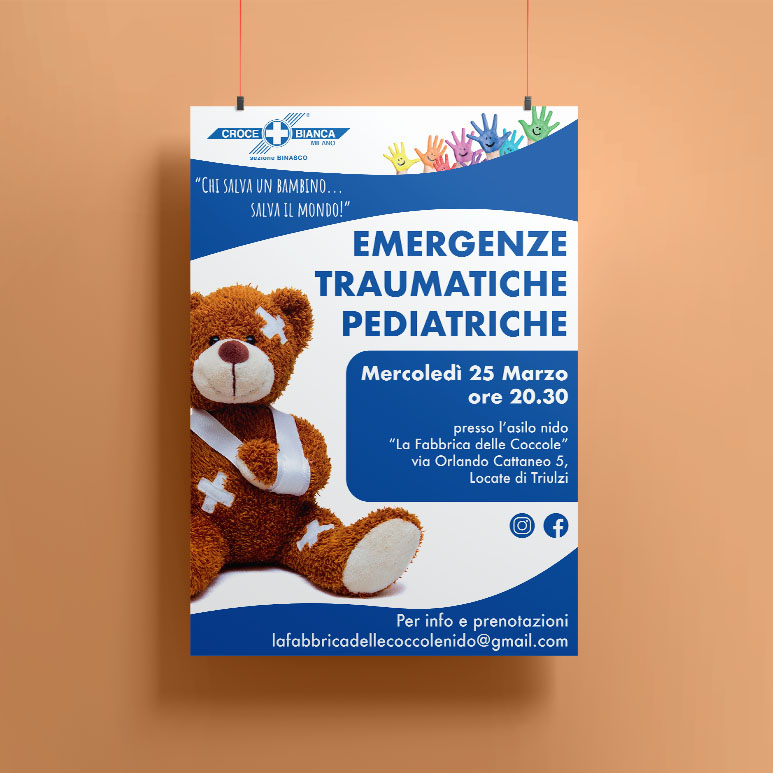 CROCE BIANCA ®
MILANO
sezione BINASCO
“CHI SALVA UN BAMBINO...
SALVA IL MONDO!”
EMERGENZE
TRAUMATICHE
PEDIATRICHE
Mercoledì 25 Marzo
ore 20.30
presso l’asilo nido
“La Fabbrica delle Coccole”
via Orlando Cattaneo 5,
Locate di Triulzi
Per info e prenotazioni
lafabbricadellecoccolenido@gmail.com